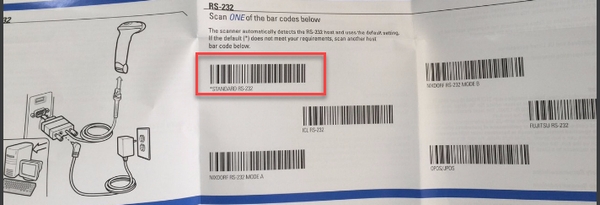 RS-232
Scan ONE of the bar codes below
The scanner automatically detects the RS-232 host and uses the default setting.
If the default (*) does not meet your requirements, scan another host
bar code below.
*STANDARD RS-232
NIXDORF RS-232 MODE B
ICL RS-232
FUJITSU RS-232
NIXDORF RS-232 MODE A
OPOS/JPOS